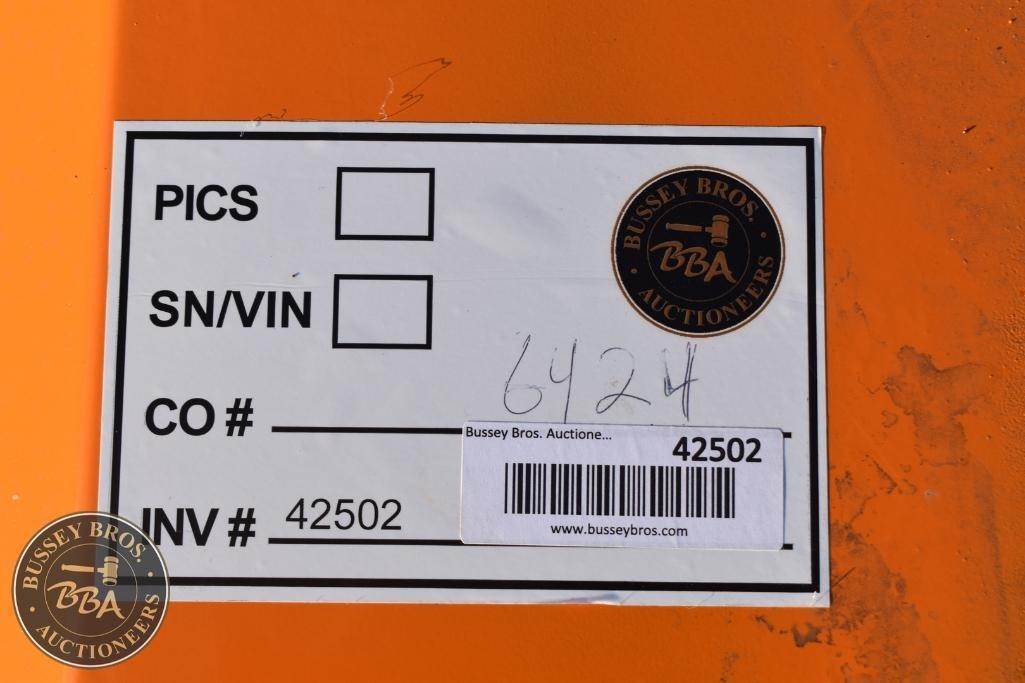 PICS
BUSSEY BROS.
BBA
AUCTIONEERS
SN/VIN
6424
CO #
Bussey Bros. Auctione...
42502
www.busseybros.com
INV # 42502
BUSSEY BROS.
BBA
AUCTIONEERS